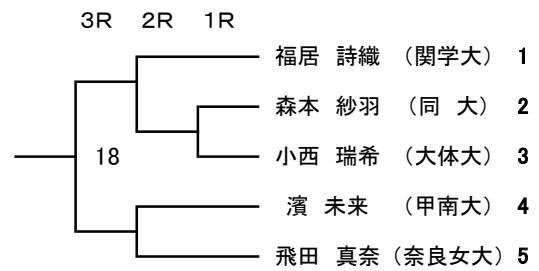 3R 2R 1R
福居 詩織 (関学大) 1
森本 紗羽 (同 大) 2
18 小西 瑞希 (大体大) 3
濱 未来 (甲南大) 4
飛田 真奈(奈良女大) 5